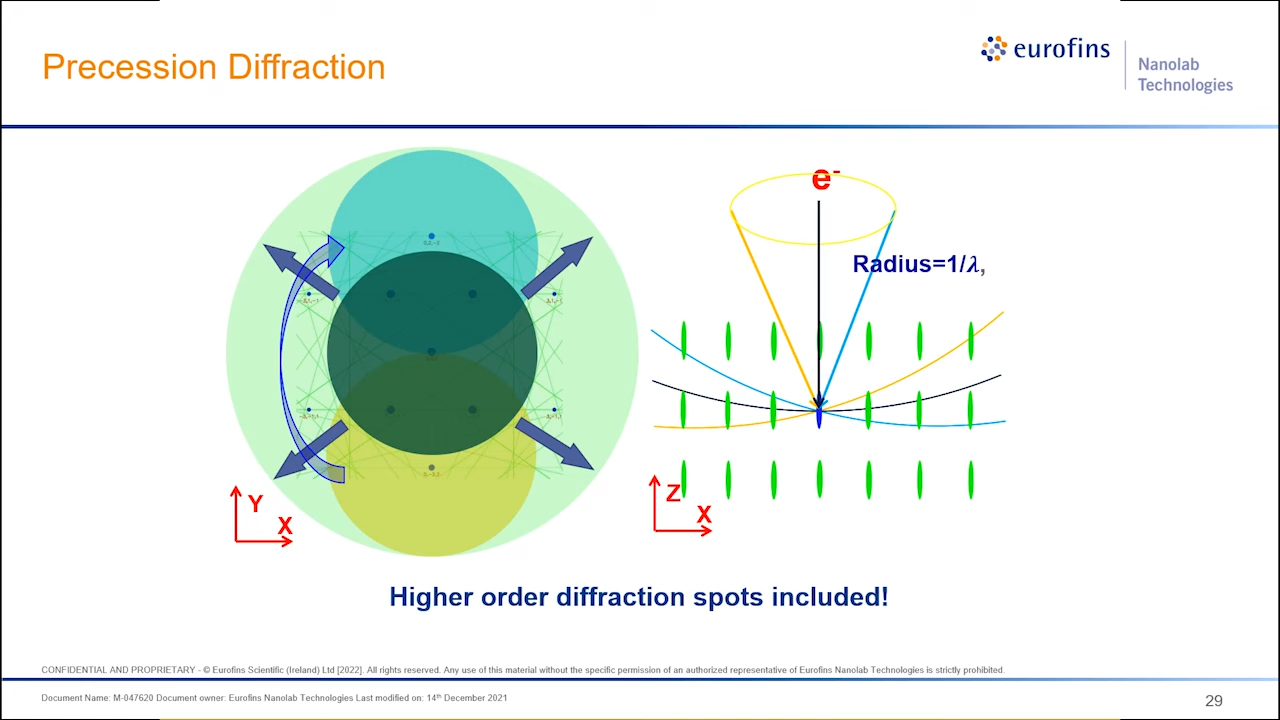 Precession Diffraction
eurofins
Nanolab
Technologies
e-
Radius=1/λ,
Y
X
Z
X
Higher order diffraction spots included!
CONFIDENTIAL AND PROPRIETARY - © Eurofins Scientific (Ireland) Ltd [2022]. All rights reserved. Any use of this material without the specific permission of an authorized representative of Eurofins Nanolab Technologies is strictly prohibited.
Document Name: M-047620 Document owner: Eurofins Nanolab Technologies Last modified on: 14th December 2021
29